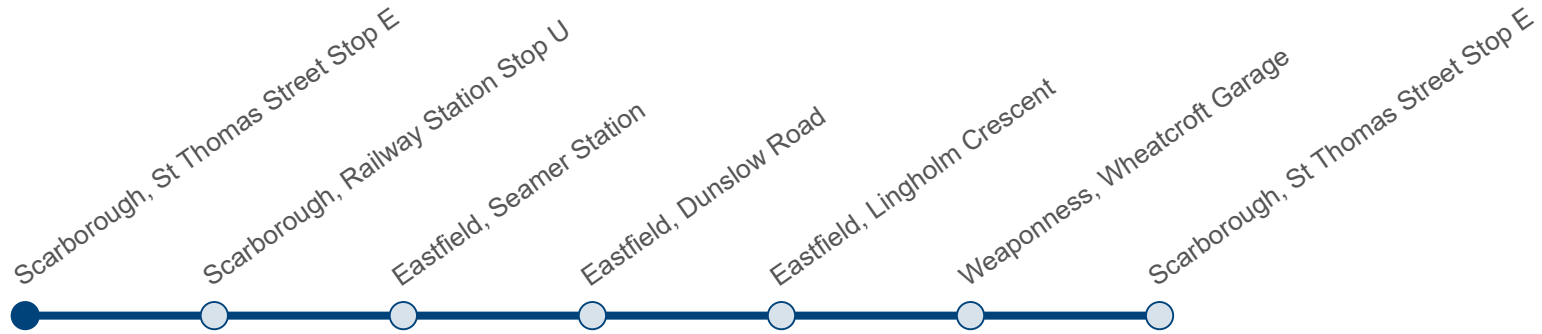 Scarborough, St Thomas Street Stop E
Scarborough, Railway Station Stop U
Eastfield, Seamer Station
Eastfield, Dunslow Road
Eastfield, Lingholm Crescent
Weaponness, Wheatcroft Garage
Scarborough, St Thomas Street Stop E